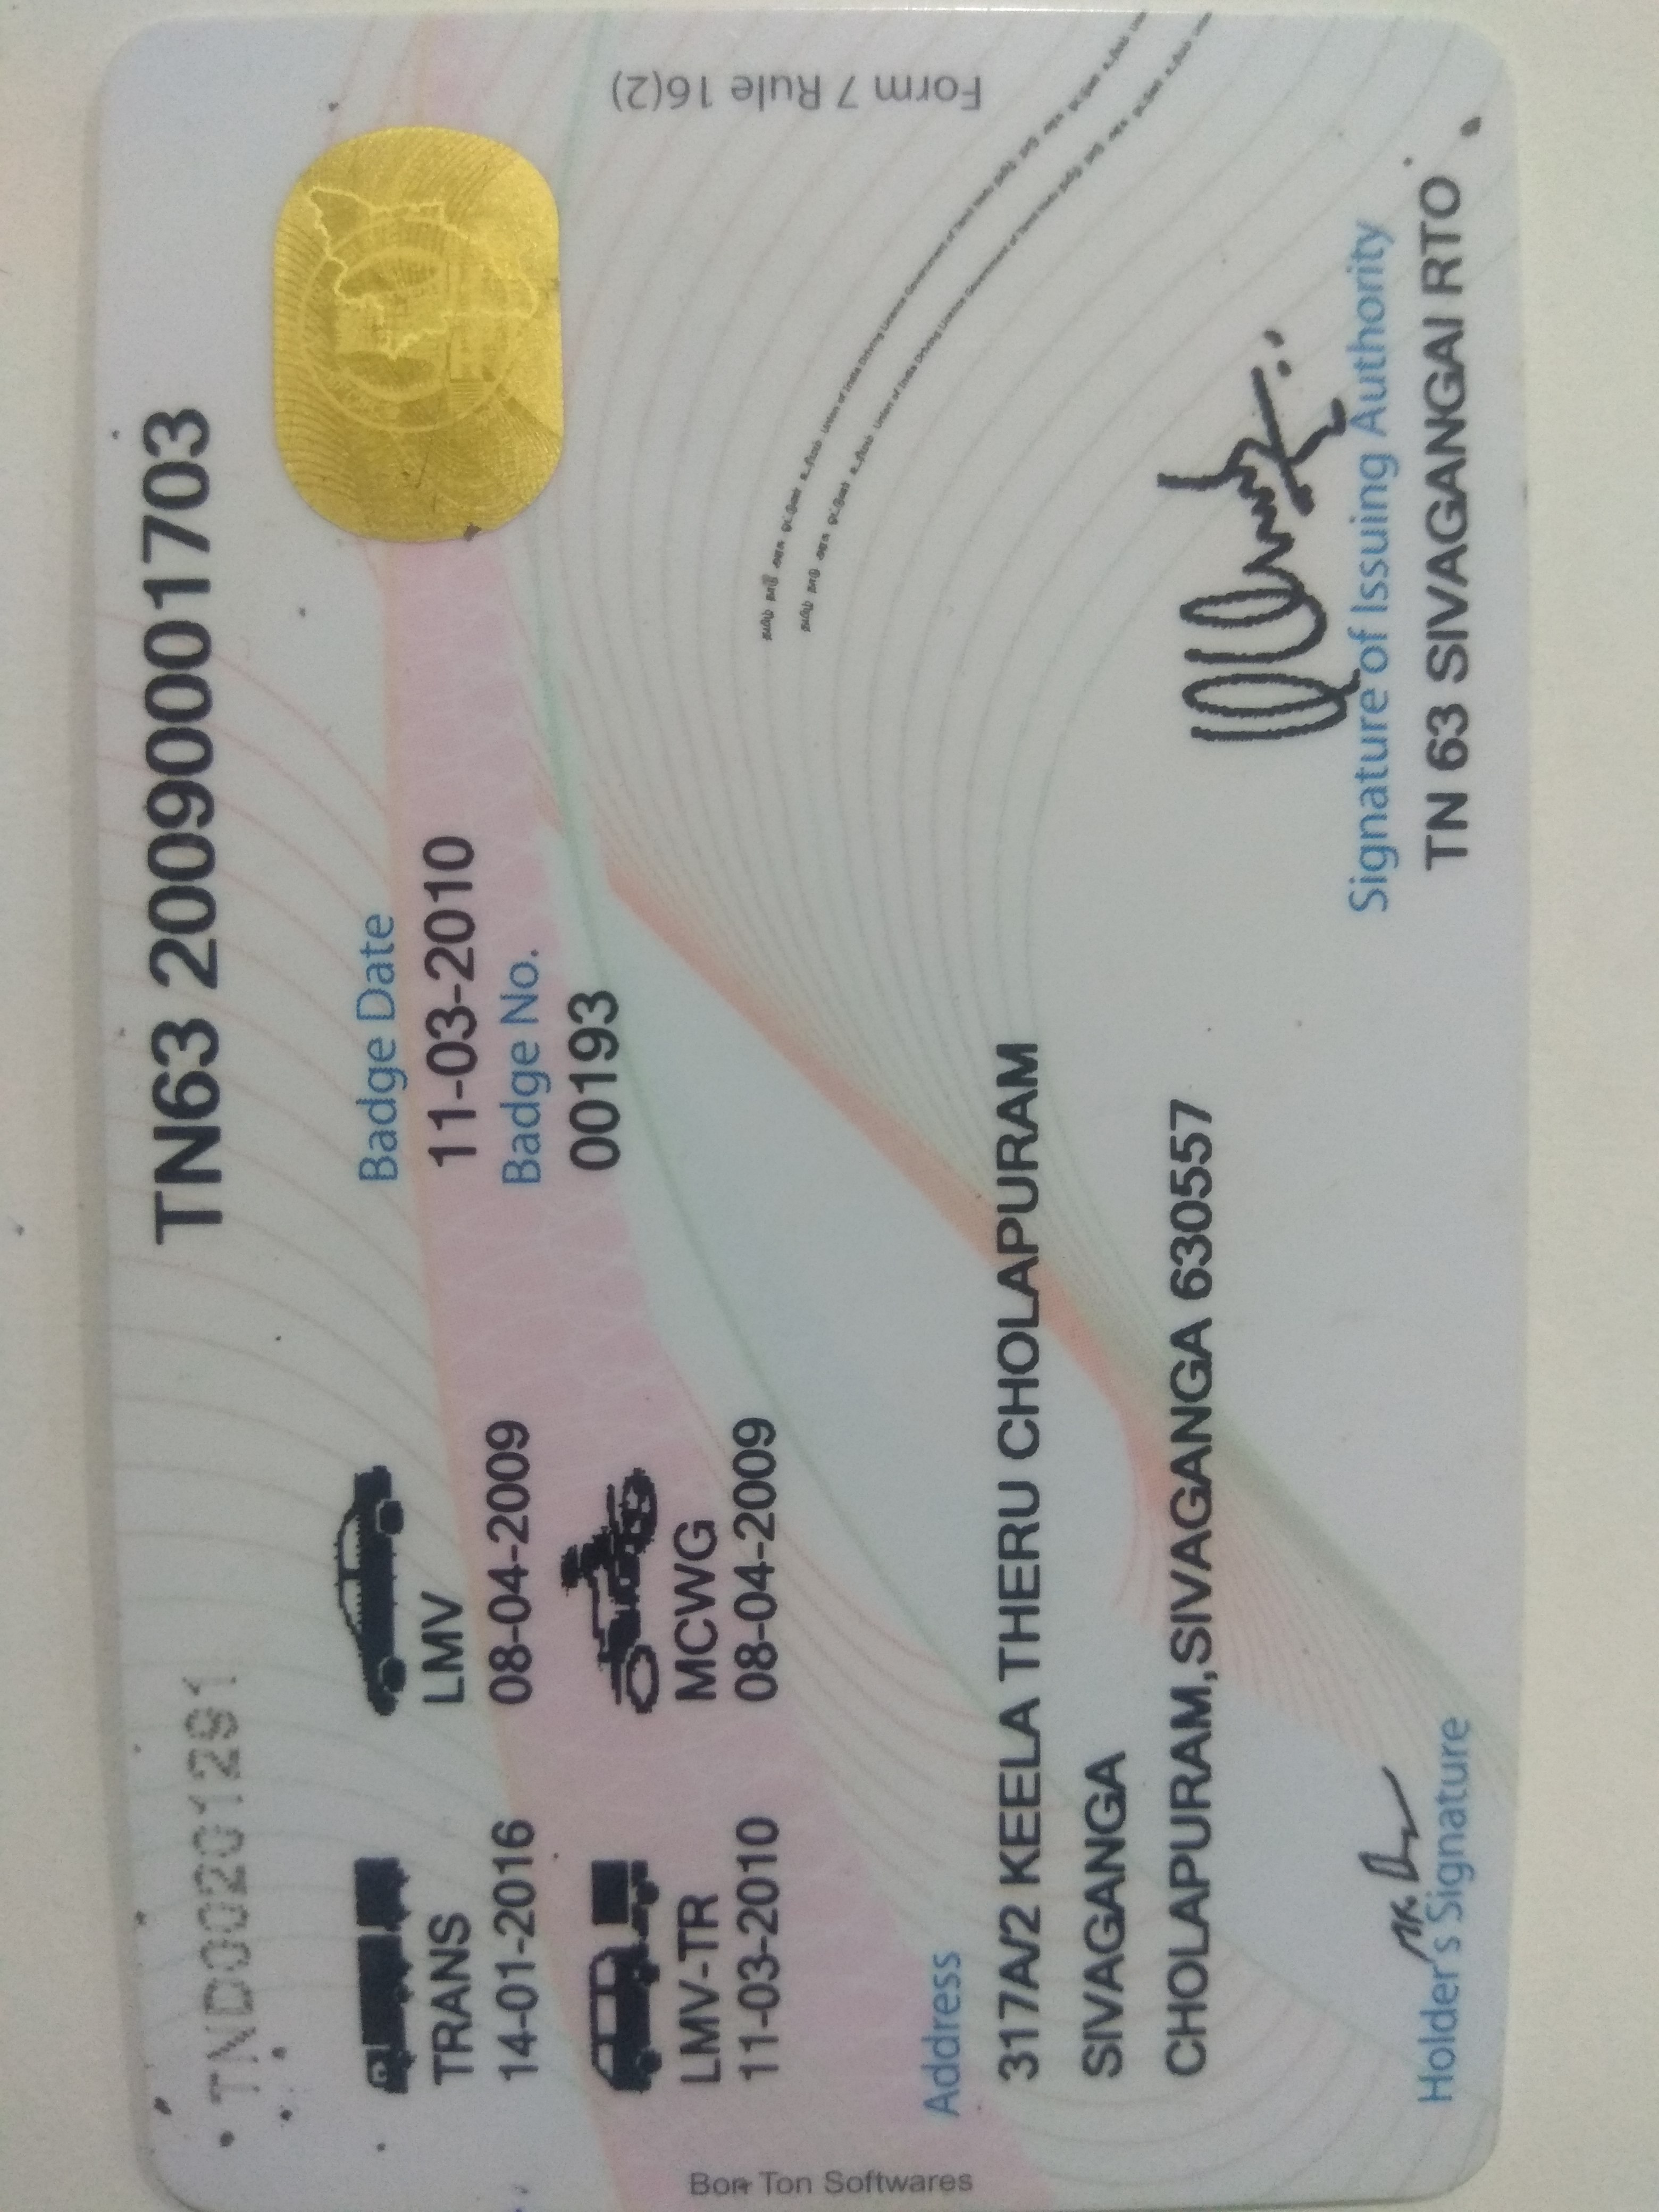 TND00201291
TN63 20090001703
TRANS
14-01-2016
LMV
08-04-2009
Badge Date
11-03-2010
Badge No.
00193
LMV-TR
11-03-2010
MCWG
08-04-2009
Address
317A/2 KEELA THERU CHOLAPURAM
SIVAGANGA
CHOLAPURAM,SIVAGANGA 630557
Holder's Signature
Signature of Issuing Authority
TN 63 SIVAGANGAI RTO
Form 7 Rule 16(2)
Bon Ton Softwares